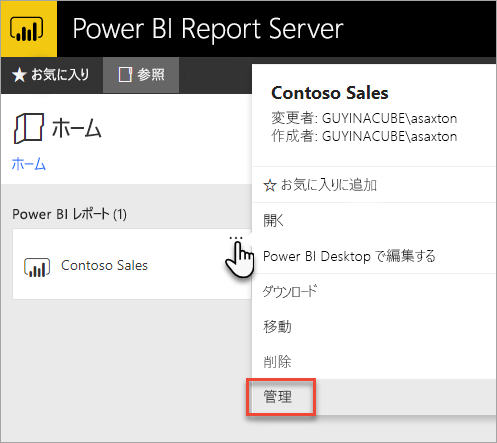 Power BI Report Server
★ お気に入り 参照
ホーム
ホーム
Power BI レポート (1)
Contoso Sales
Contoso Sales
変更者: GUYINACUBE\asaxton
作成者: GUYINACUBE\asaxton
☆ お気に入りに追加
開く
Power BI Desktop で編集する
ダウンロード
移動
削除
管理